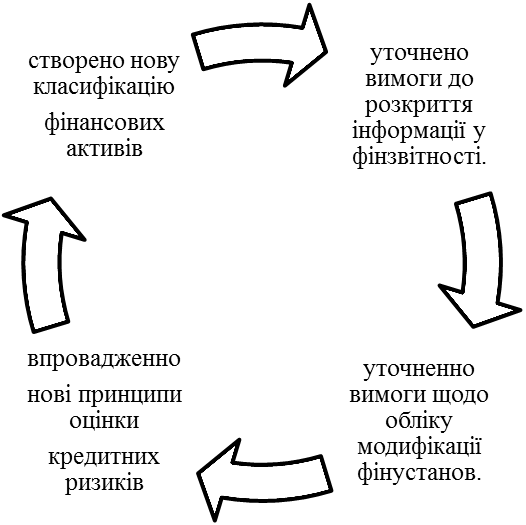 створено нову
класифікацію
фінансових
активів
уточнено
вимоги до
розкриття
інформації у
фінзвітності.
уточненно
вимоги щодо
обліку
модифікації
фінустанов.
впровадженно
нові принципи
оцінки
кредитних
ризиків